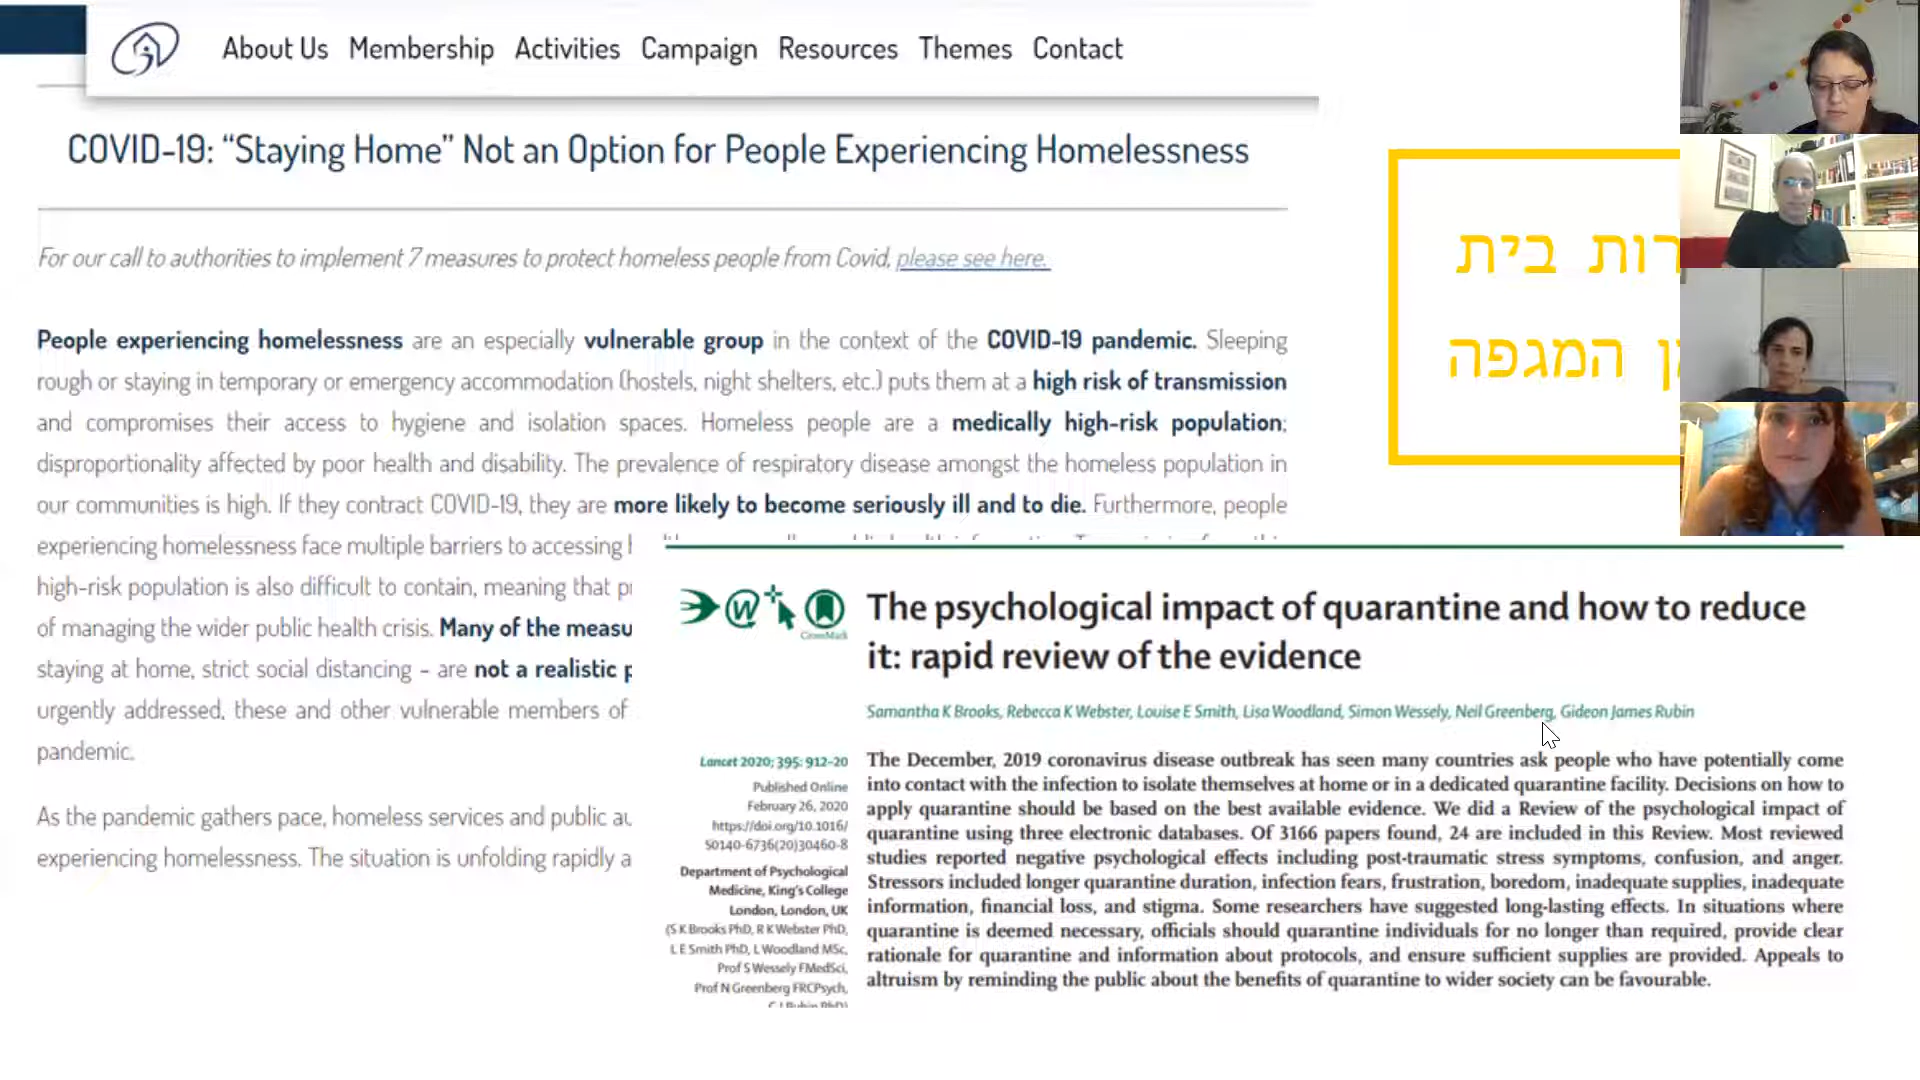 About Us Membership Activities Campaign Resources Themes Contact
COVID-19: “Staying Home” Not an Option for People Experiencing Homelessness
For our call to authorities to implement 7 measures to protect homeless people from Covid, please see here.
People experiencing homelessness are an especially vulnerable group in the context of the COVID-19 pandemic. Sleeping
rough or staying in temporary or emergency accommodation (hostels, night shelters, etc.) puts them at a high risk of transmission
and compromises their access to hygiene and isolation spaces. Homeless people are a medically high-risk population;
disproportionality affected by poor health and disability. The prevalence of respiratory disease amongst the homeless population in
our communities is high. If they contract COVID-19, they are more likely to become seriously ill and to die. Furthermore, people
experiencing homelessness face multiple barriers to accessing
high-risk population is also difficult to contain, meaning that
of managing the wider public health crisis. Many of the
staying at home, strict social distancing – are not a realistic
urgently addressed, these and other vulnerable members of
pandemic.
As the pandemic gathers pace, homeless services and public
experiencing homelessness. The situation is unfolding rapidly
בית
המגפה
CrossMark
The psychological impact of quarantine and how to reduce
it: rapid review of the evidence
Samantha K Brooks, Rebecca K Webster, Louise E Smith, Lisa Woodland, Simon Wessely, Neil Greenberg, Gideon James Rubin
Lancet 2020; 395: 912–20
Published Online
February 26, 2020
https://doi.org/10.1016/
S0140-6736(20)30460-8
Department of Psychological
Medicine, King's College
London, London, UK
(S K Brooks PhD, R K Webster PhD,
L E Smith PhD, L Woodland MSc,
Prof S Wessely FMedSci,
Prof N Greenberg FRCPsych,
The December, 2019 coronavirus disease outbreak has seen many countries ask people who have potentially come
into contact with the infection to isolate themselves at home or in a dedicated quarantine facility. Decisions on how to
apply quarantine should be based on the best available evidence. We did a Review of the psychological impact of
quarantine using three electronic databases. Of 3166 papers found, 24 are included in this Review. Most reviewed
studies reported negative psychological effects including post-traumatic stress symptoms, confusion, and anger.
Stressors included longer quarantine duration, infection fears, frustration, boredom, inadequate supplies, inadequate
information, financial loss, and stigma. Some researchers have suggested long-lasting effects. In situations where
quarantine is deemed necessary, officials should quarantine individuals for no longer than required, provide clear
rationale for quarantine and information about protocols, and ensure sufficient supplies are provided. Appeals to
altruism by reminding the public about the benefits of quarantine to wider society can be favourable.